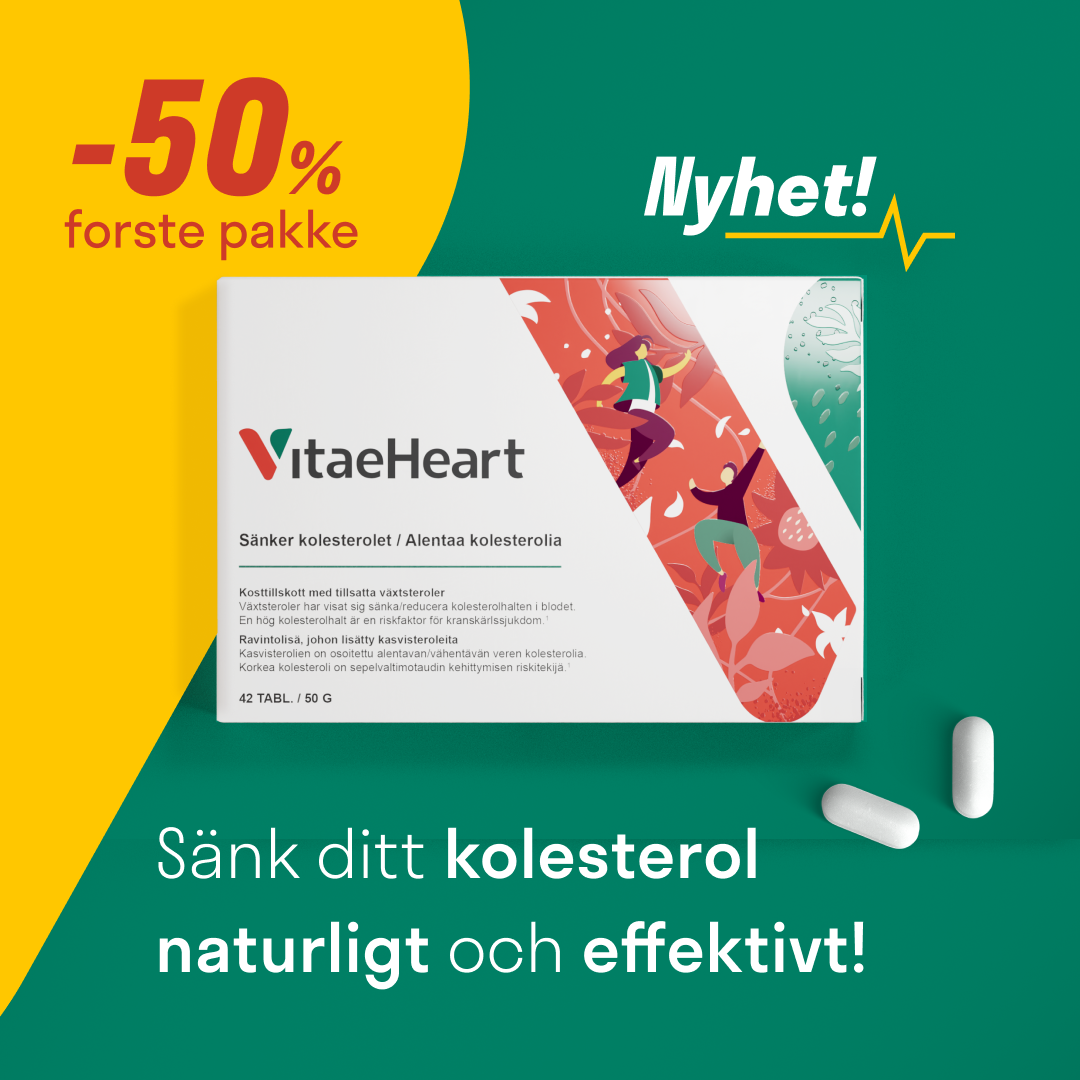 -50%
forste pakke
Nyhet!
VitaeHeart
Sänker kolesterolet / Alentaa kolesterolia
Kosttillskott med tillsatta växtsteroler
Växtsteroler har visat sig sänka/reducera kolesterolhalten i blodet.
En hög kolesterolhalt är en riskfaktor för kranskärlssjukdom.¹
Ravintolisä, johon lisätty kasvisteroleita
Kasvisterolien on osoitettu alentavan/vähentävän veren kolesterolia.
Korkea kolesteroli on sepelvaltimotaudin kehittymisen riskitekijä.¹
42 TABL. / 50 G
Sänk ditt kolesterol
naturligt och effektivt!